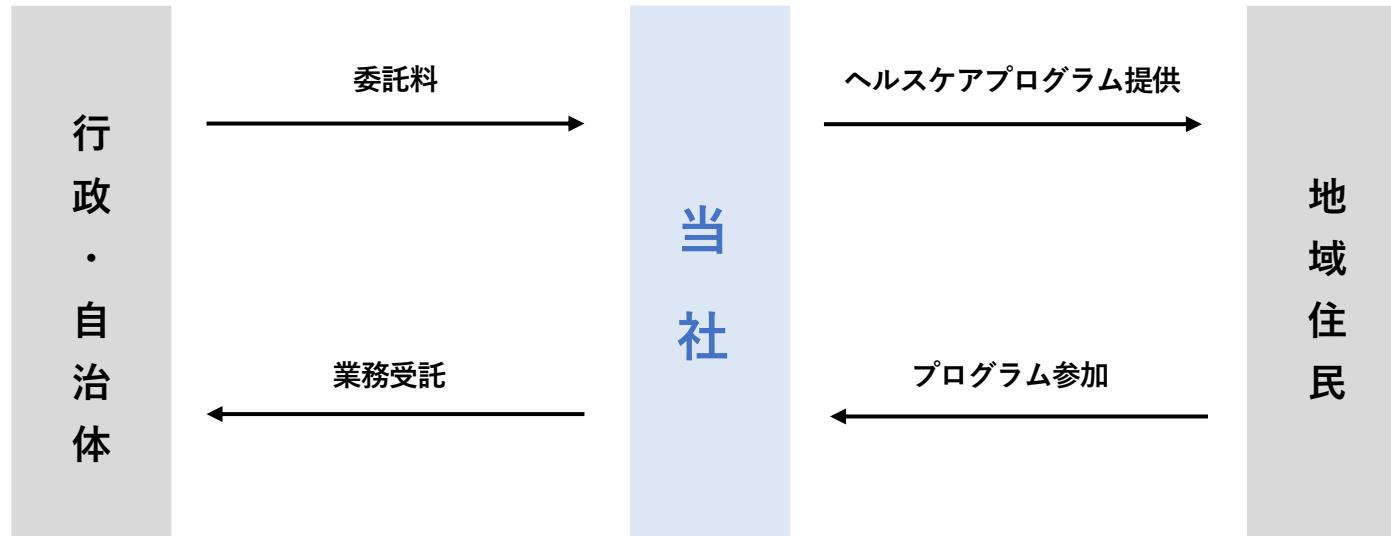 行政・自治体
委託料
業務受託
当社
ヘルスケアプログラム提供
プログラム参加
地域住民